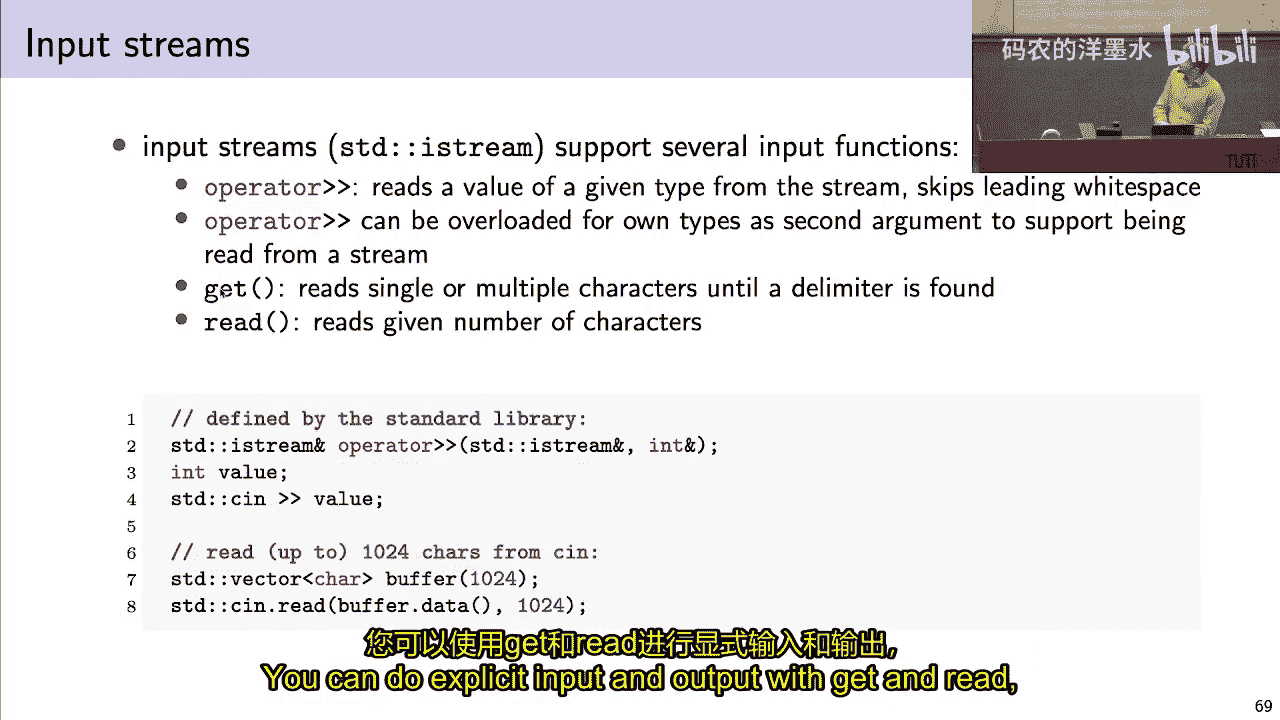 Input streams
码农的洋墨水 bilibili
TUTI
• input streams (std::istream) support several input functions:
• operator>>: reads a value of a given type from the stream, skips leading whitespace
• operator>> can be overloaded for own types as second argument to support being
read from a stream
• get(): reads single or multiple characters until a delimiter is found
• read(): reads given number of characters
1 // defined by the standard library:
2 std::istream& operator>>(std::istream&, int&);
3 int value;
4 std::cin >> value;
5
6 // read (up to) 1024 chars from cin:
7 std::vector<char> buffer(1024);
8 std::cin.read(buffer.data(), 1024);
您可以使用get和read进行显式输入和输出,
You can do explicit input and output with get and read,
69